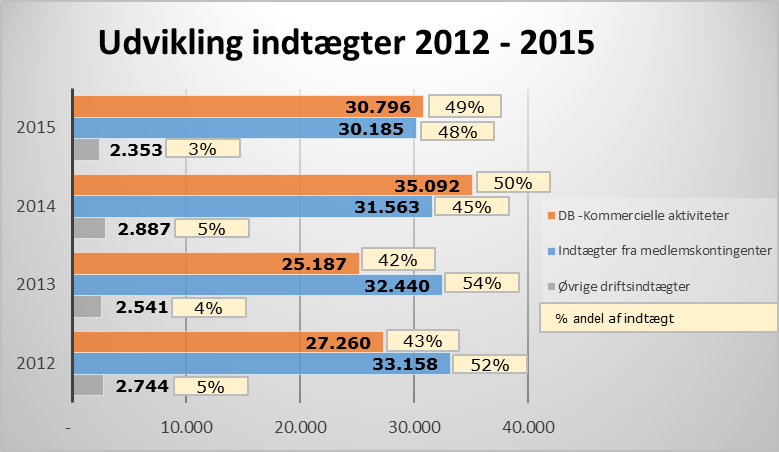 Udvikling indtægter 2012 - 2015
2015
30.796 49%
30.185 48%
2.353 3%
2014
35.092 50%
31.563 45%
2.887 5%
2013
25.187 42%
32.440 54%
2.541 4%
2012
27.260 43%
33.158 52%
2.744 5%
- 10.000 20.000 30.000 40.000
DB -Kommercielle aktiviteter
Indtægter fra medlemskontingenter
Øvrige driftsindtægter
% andel af indtægt